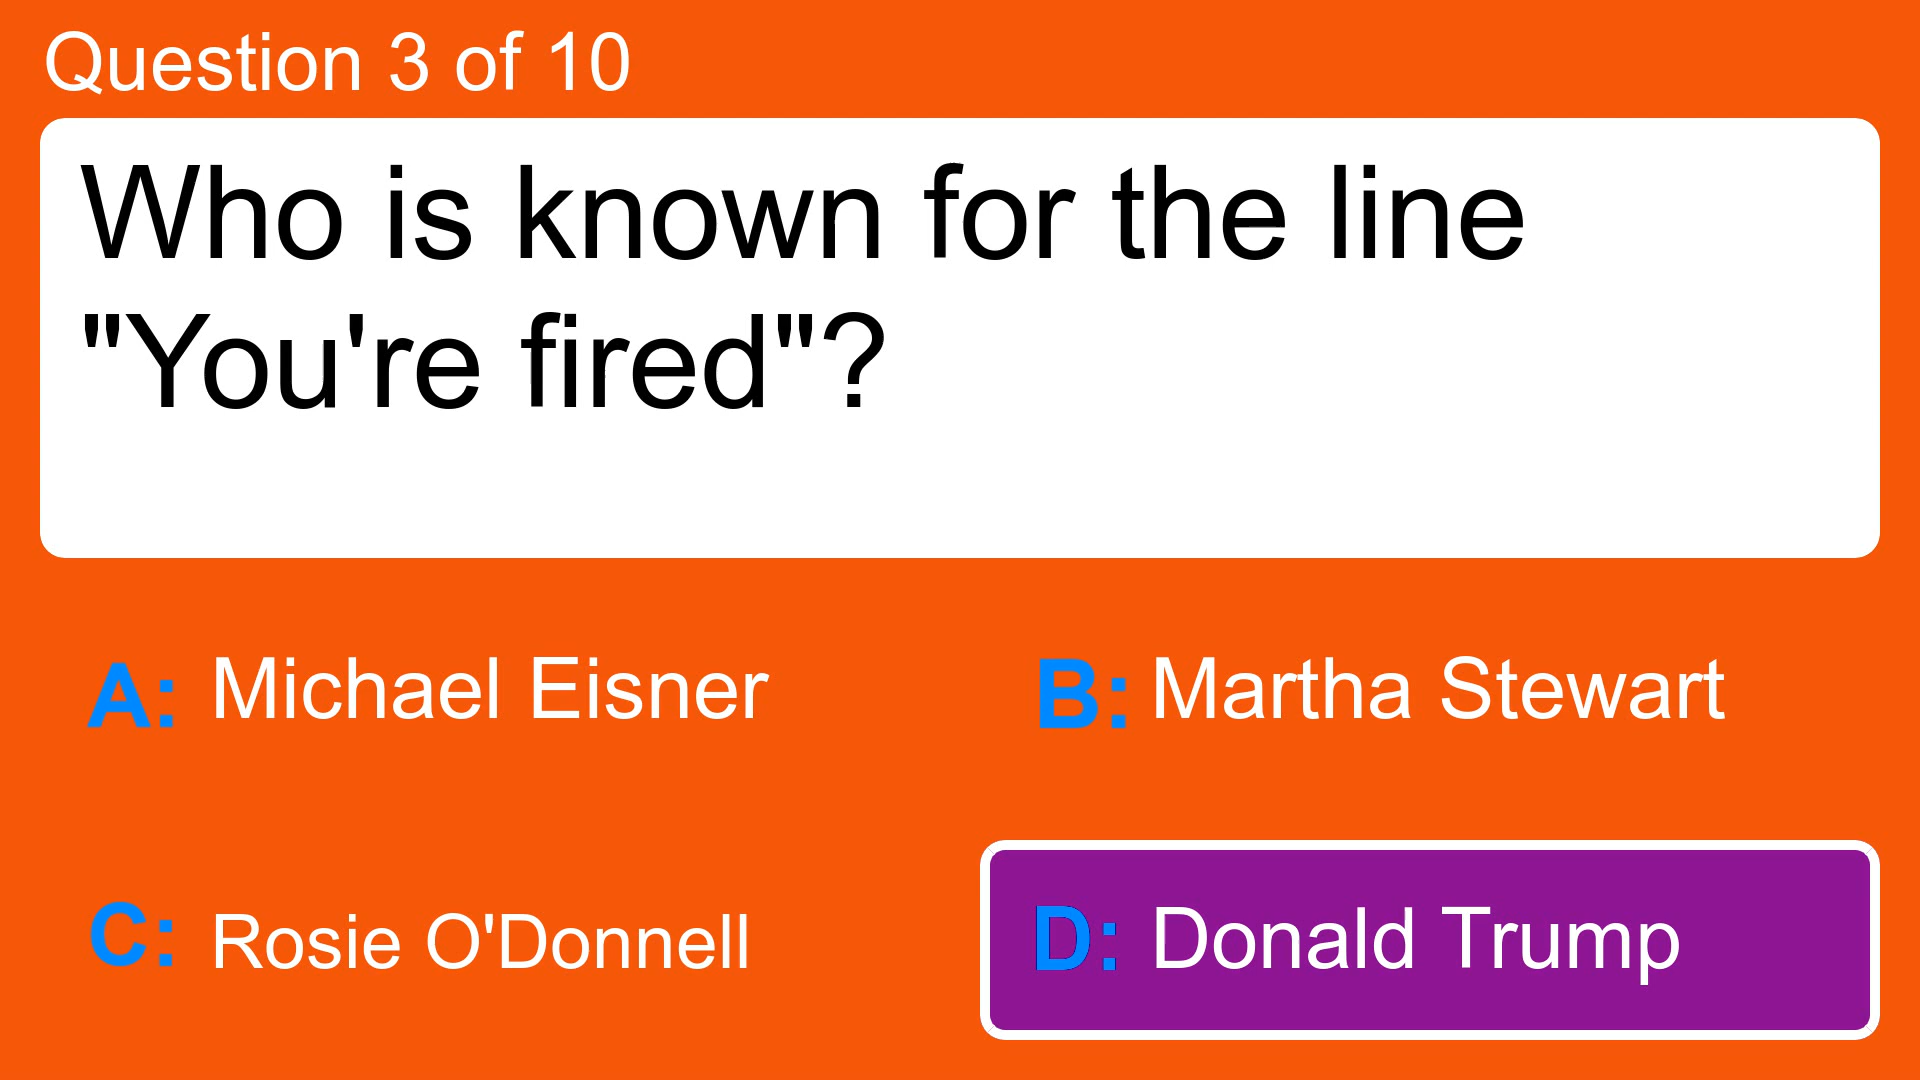 Question 3 of 10
Who is known for the line
"You're fired"?
A: Michael Eisner
B: Martha Stewart
C: Rosie O'Donnell
D: Donald Trump